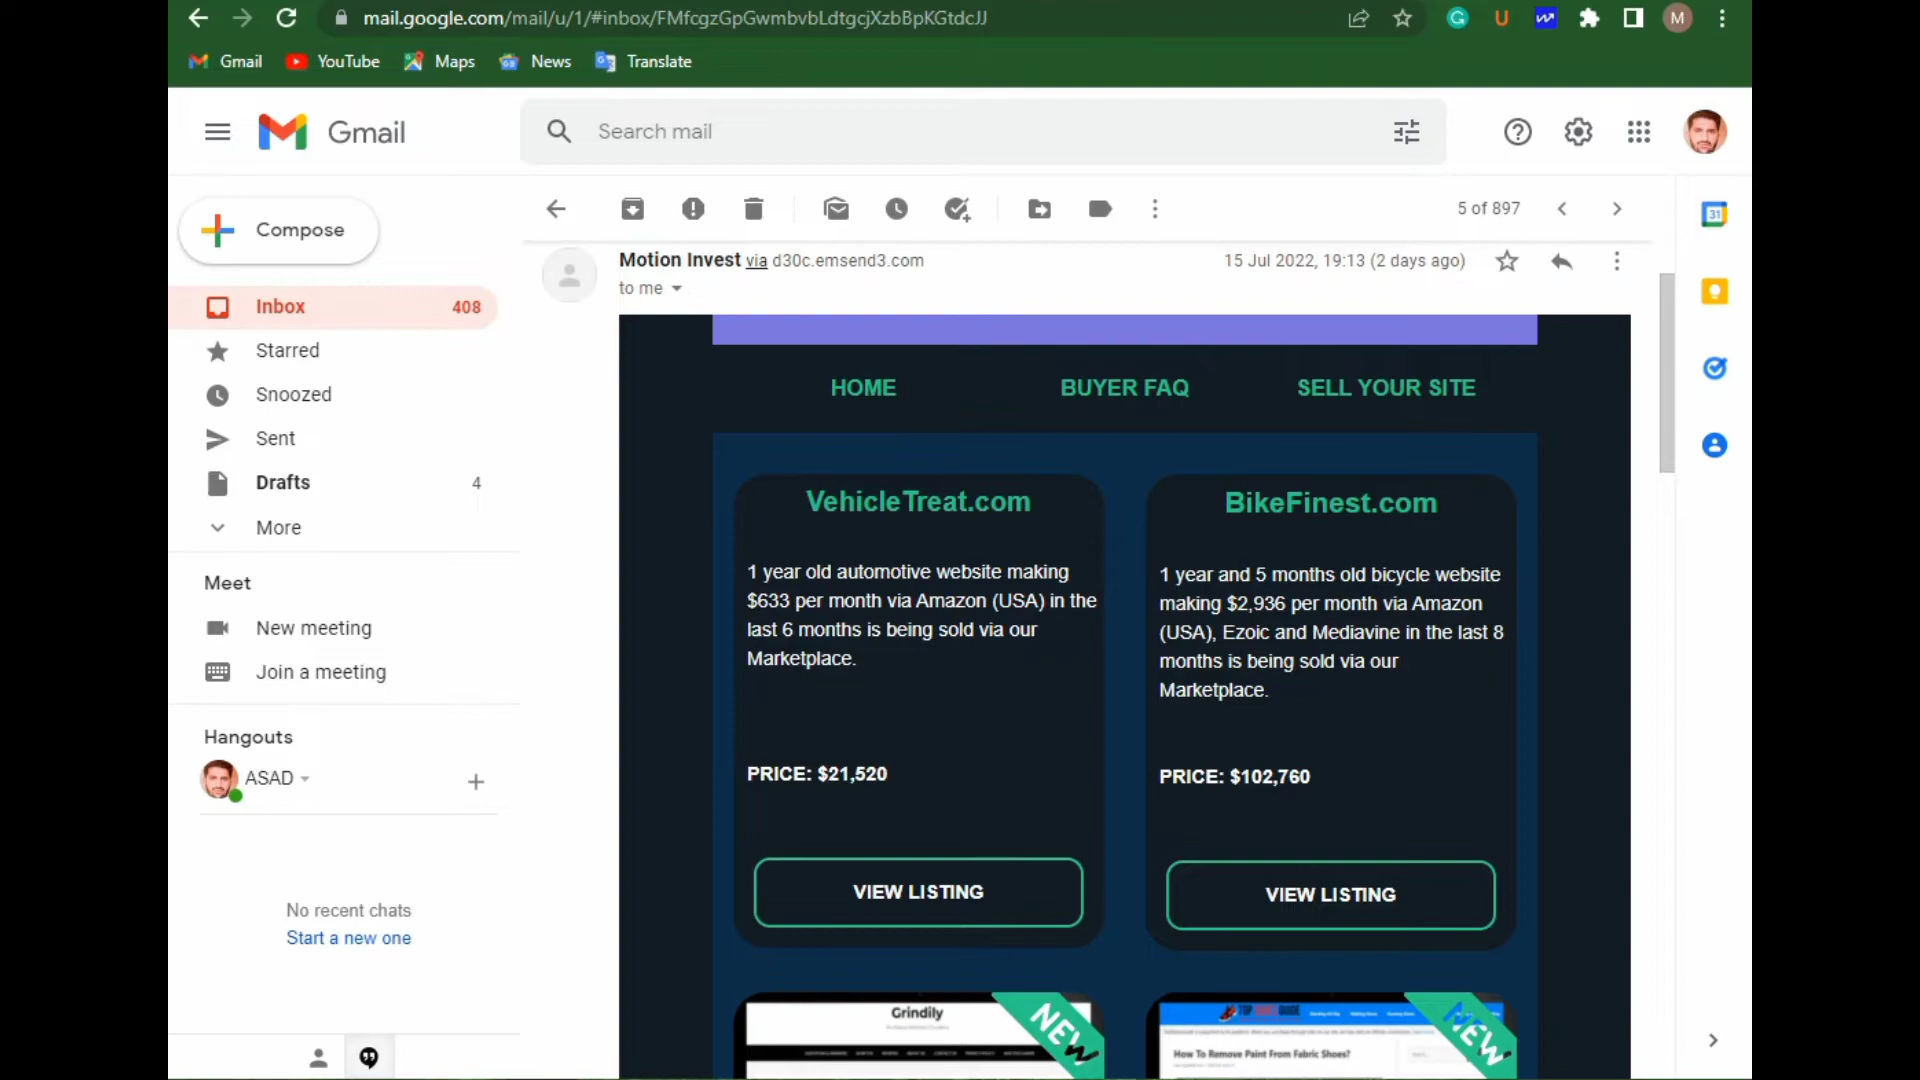 mail.google.com/mail/u/1/#inbox/FMfcgzGpGwmbvbLdtgcjXzbBpKGtdcJJ
M
Gmail
YouTube
Maps
News
Translate
Gmail
Search mail
Compose
5 of 897
31
Motion Invest via d30c.emsend3.com
15 Jul 2022, 19:13 (2 days ago)
to me
Inbox
408
Starred
Snoozed
Sent
Drafts
4
More
Meet
New meeting
Join a meeting
Hangouts
ASAD
No recent chats
Start a new one
HOME
BUYER FAQ
SELL YOUR SITE
VehicleTreat.com
1 year old automotive website making
$633 per month via Amazon (USA) in the
last 6 months is being sold via our
Marketplace.
PRICE: $21,520
VIEW LISTING
BikeFinest.com
1 year and 5 months old bicycle website
making $2,936 per month via Amazon
(USA), Ezoic and Mediavine in the last 8
months is being sold via our
Marketplace.
PRICE: $102,760
VIEW LISTING
Grindily
NEW
TOP SHOES GUIDE
How To Remove Paint From Fabric Shoes?
NEW